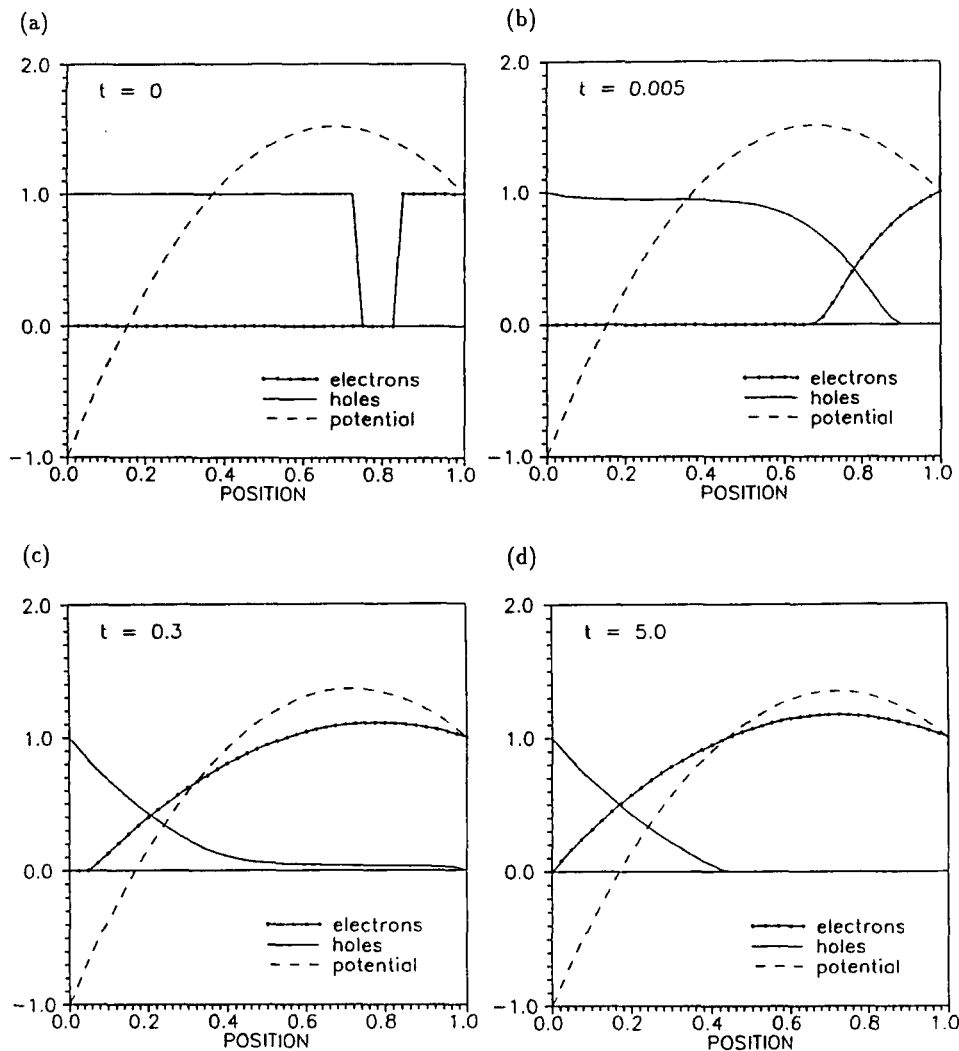 (a)
2.0
t = 0
1.0
0.0
electrons
holes
potential
−1.0
0.0 0.2 0.4 0.6 0.8 1.0
POSITION
(b)
2.0
t = 0.005
1.0
0.0
electrons
holes
potential
−1.0
0.0 0.2 0.4 0.6 0.8 1.0
POSITION
(c)
2.0
t = 0.3
1.0
0.0
electrons
holes
potential
−1.0
0.0 0.2 0.4 0.6 0.8 1.0
POSITION
(d)
2.0
t = 5.0
1.0
0.0
electrons
holes
potential
−1.0
0.0 0.2 0.4 0.6 0.8 1.0
POSITION